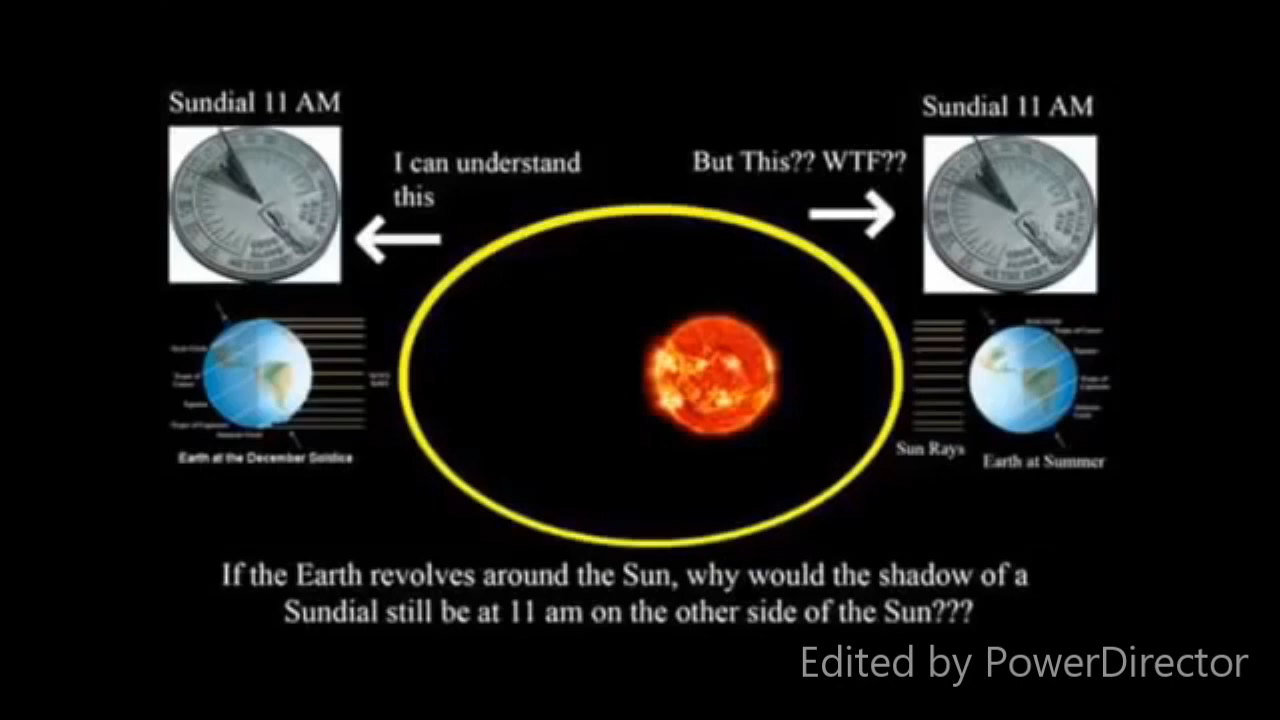 Sundial 11 AM
Sundial 11 AM
I can understand
this
But This?? WTF??
Sun Rays
Earth at the December Solstice
Earth at Summer
If the Earth revolves around the Sun, why would the shadow of a
Sundial still be at 11 am on the other side of the Sun???
Edited by PowerDirector